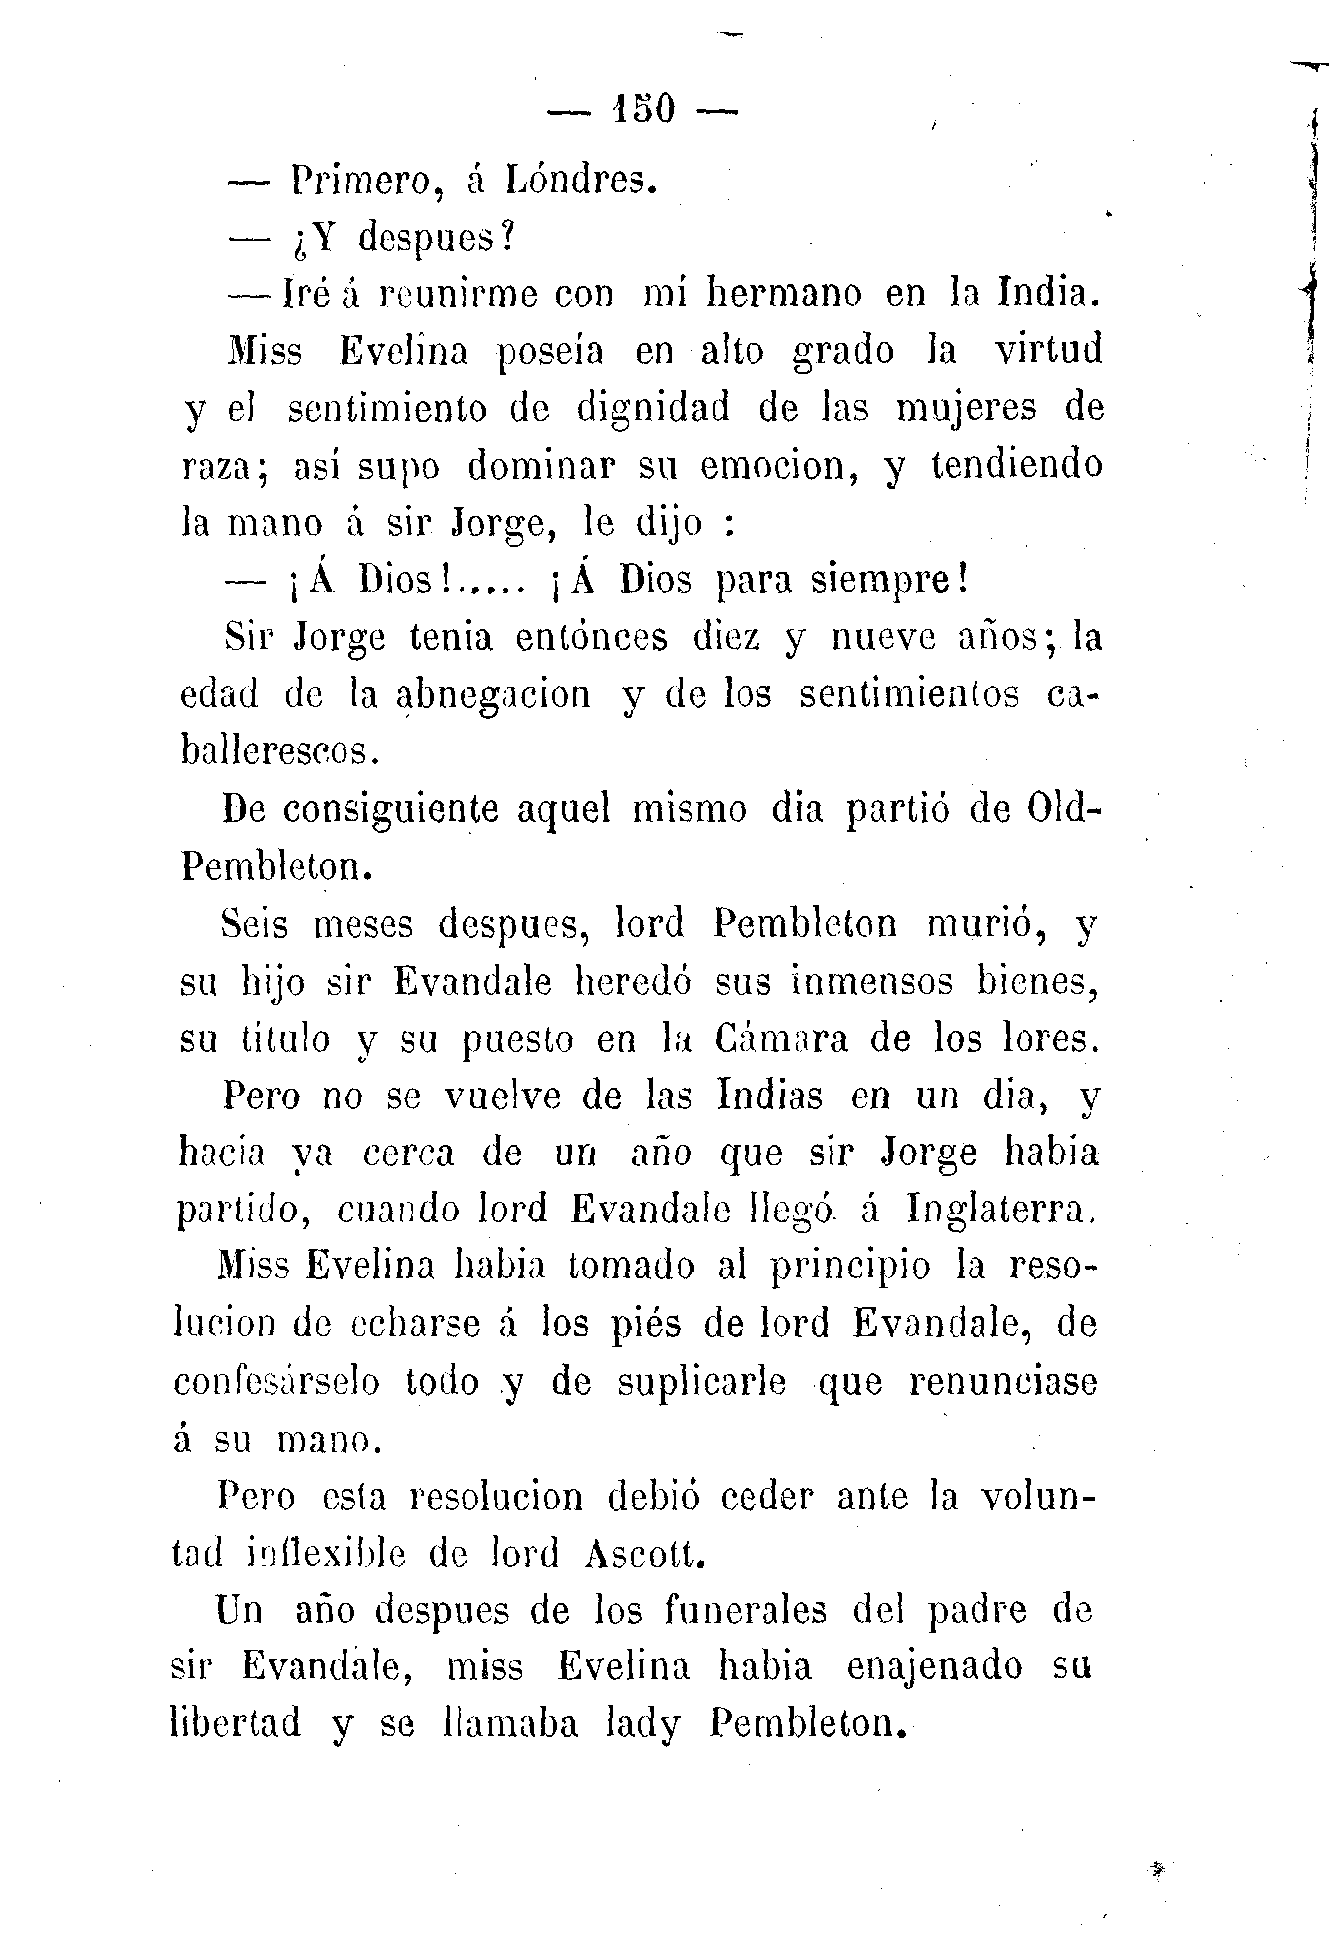 — 150 —
— Primero, á Lóndres.
— ¿Y despues?
— Iré á reunirme con mi hermano en la India.
Miss Evelina poseía en alto grado la virtud
y el sentimiento de dignidad de las mujeres de
raza; así supo dominar su emocion, y tendiendo
la mano á sir Jorge, le dijo :
— ¡Á Dios!..... ¡Á Dios para siempre!
Sir Jorge tenia entónces diez y nueve años; la
edad de la abnegacion y de los sentimientos ca-
ballerescos.
De consiguiente aquel mismo dia partió de Old-
Pembleton.
Seis meses despues, lord Pembleton murió, y
su hijo sir Evandale heredó sus inmensos bienes,
su título y su puesto en la Cámara de los lores.
Pero no se vuelve de las Indias en un dia, y
hacia ya cerca de un año que sir Jorge habia
partido, cuando lord Evandale llegó á Inglaterra.
Miss Evelina habia tomado al principio la reso-
lucion de echarse á los piés de lord Evandale, de
confesárselo todo y de suplicarle que renunciase
á su mano.
Pero esta resolucion debió ceder ante la volun-
tad inflexible de lord Ascott.
Un año despues de los funerales del padre de
sir Evandale, miss Evelina habia enajenado su
libertad y se llamaba lady Pembleton.